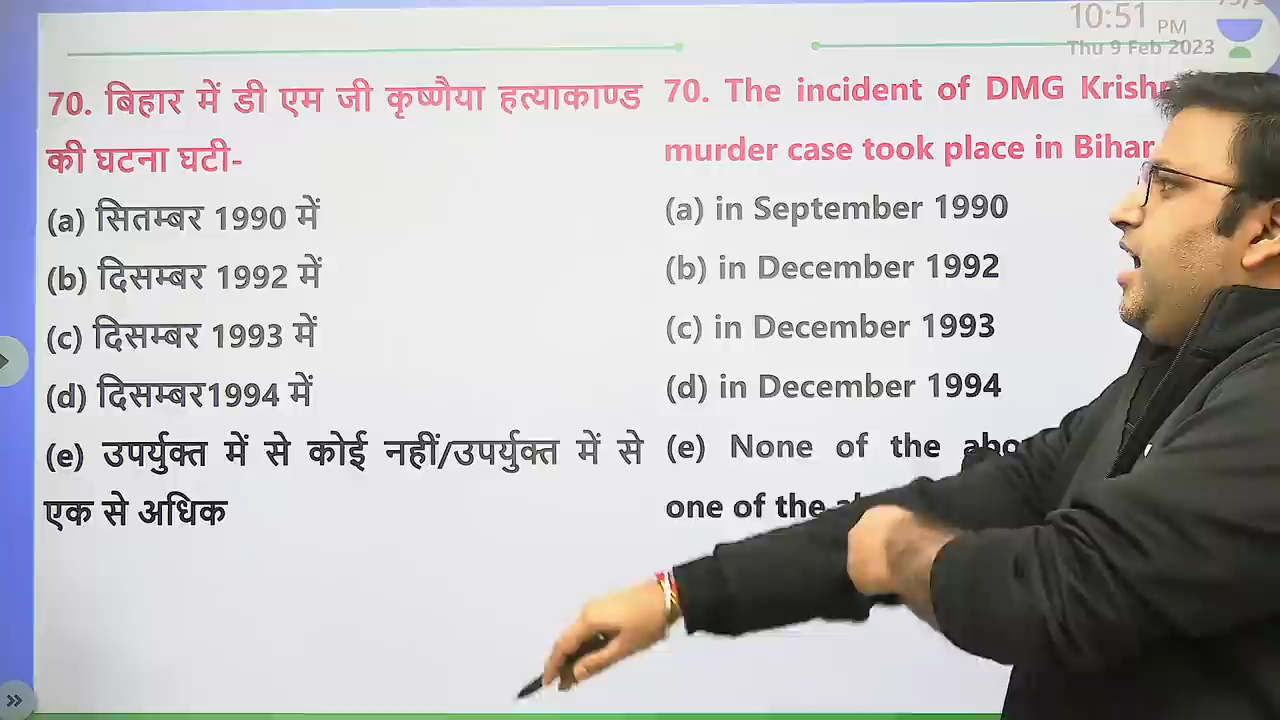 10:51 PM
Thu 9 Feb 2023
70. बिहार में डी एम जी कृष्णैया हत्याकाण्ड
की घटना घटी-
(a) सितम्बर 1990 में
(b) दिसम्बर 1992 में
(c) दिसम्बर 1993 में
(d) दिसम्बर1994 में
(e) उपर्युक्त में से कोई नहीं/उपर्युक्त में से
एक से अधिक
70. The incident of DMG
murder case took place in Bihar
(a) in September 1990
(b) in December 1992
(c) in December 1993
(d) in December 1994
(e) None of the
one of the